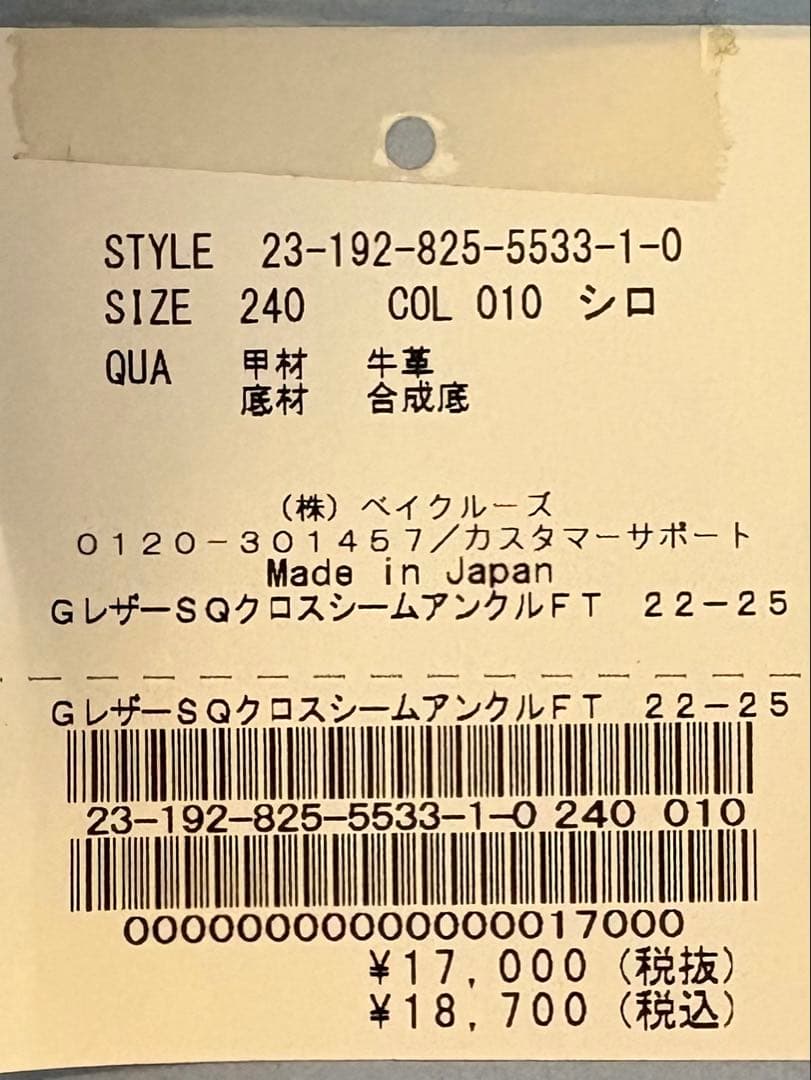 STYLE 23-192-825-5533-1-0
SIZE 240 COL 010 シロ
QUA 甲材 牛革
底材 合成底
(株)ベイクルーズ
0120-301457/カスタマーサポート
Made in Japan
GレザーSQクロスシームアンクルFT 22-25
GレザーSQクロスシームアンクルFT 22-25
23-192-825-5533-1-0 240 010
0000000000000000017000
¥17,000(税抜)
¥18,700(税込)